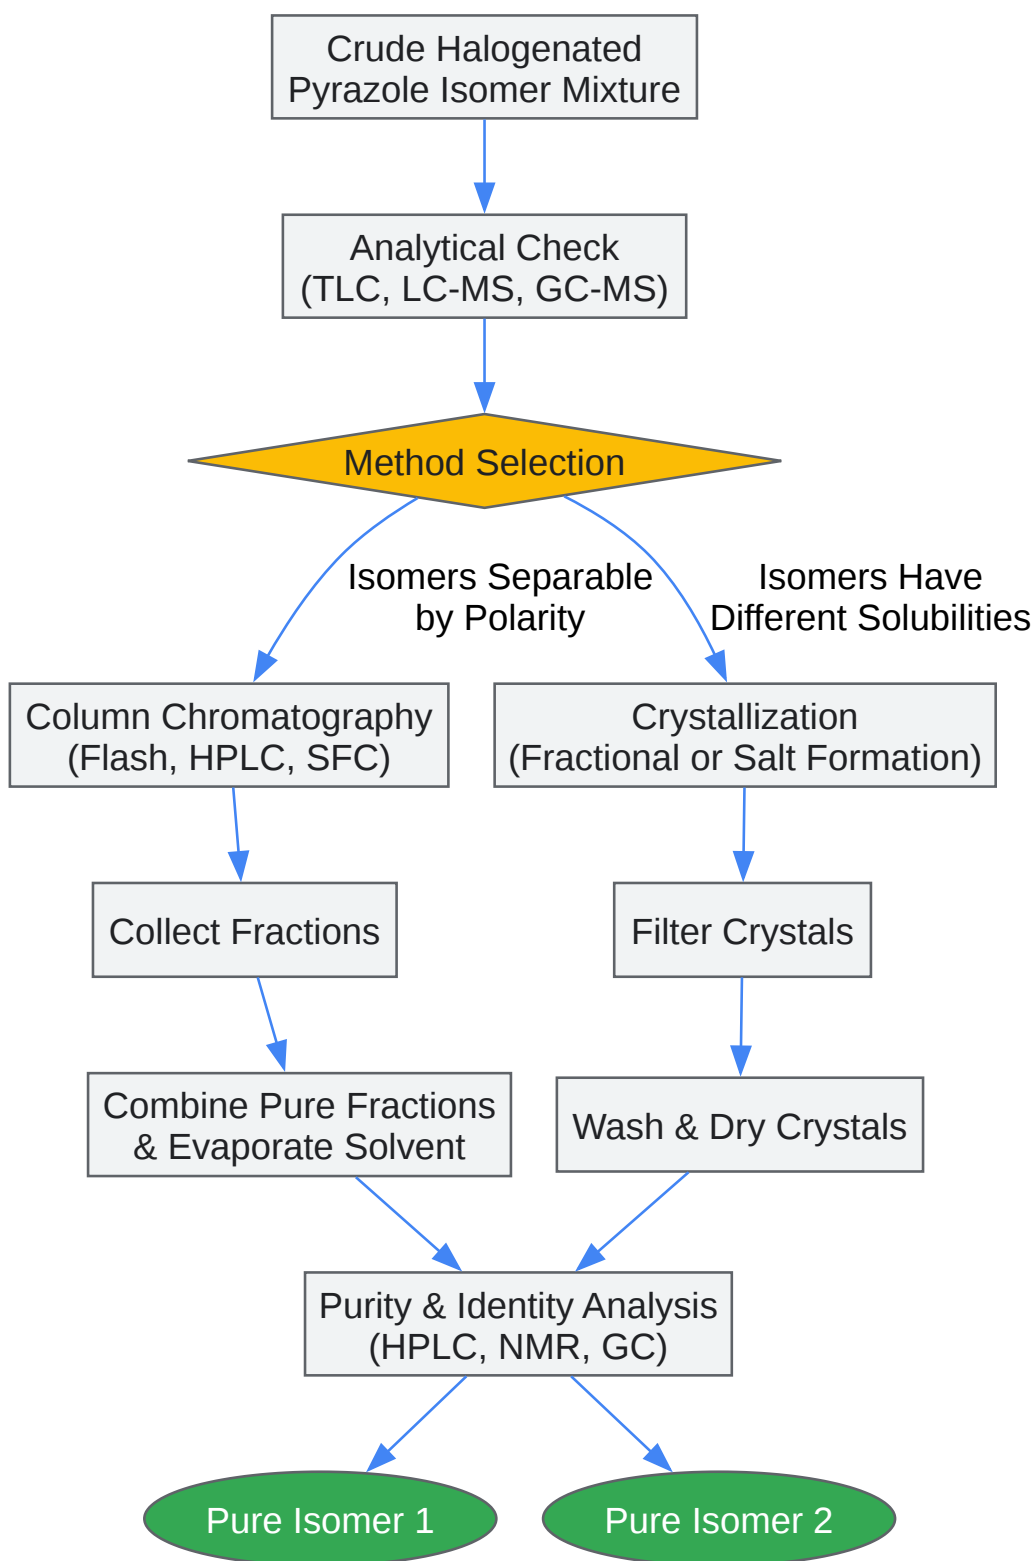 Crude Halogenated
Pyrazole Isomer Mixture
Analytical Check
(TLC, LC-MS, GC-MS)
Method Selection
Isomers Separable
by Polarity
Isomers Have
Different Solubilities
Column Chromatography
(Flash, HPLC, SFC)
Crystallization
(Fractional or Salt Formation)
Collect Fractions
Filter Crystals
Combine Pure Fractions
& Evaporate Solvent
Wash & Dry Crystals
Purity & Identity Analysis
(HPLC, NMR, GC)
Pure Isomer 1
Pure Isomer 2